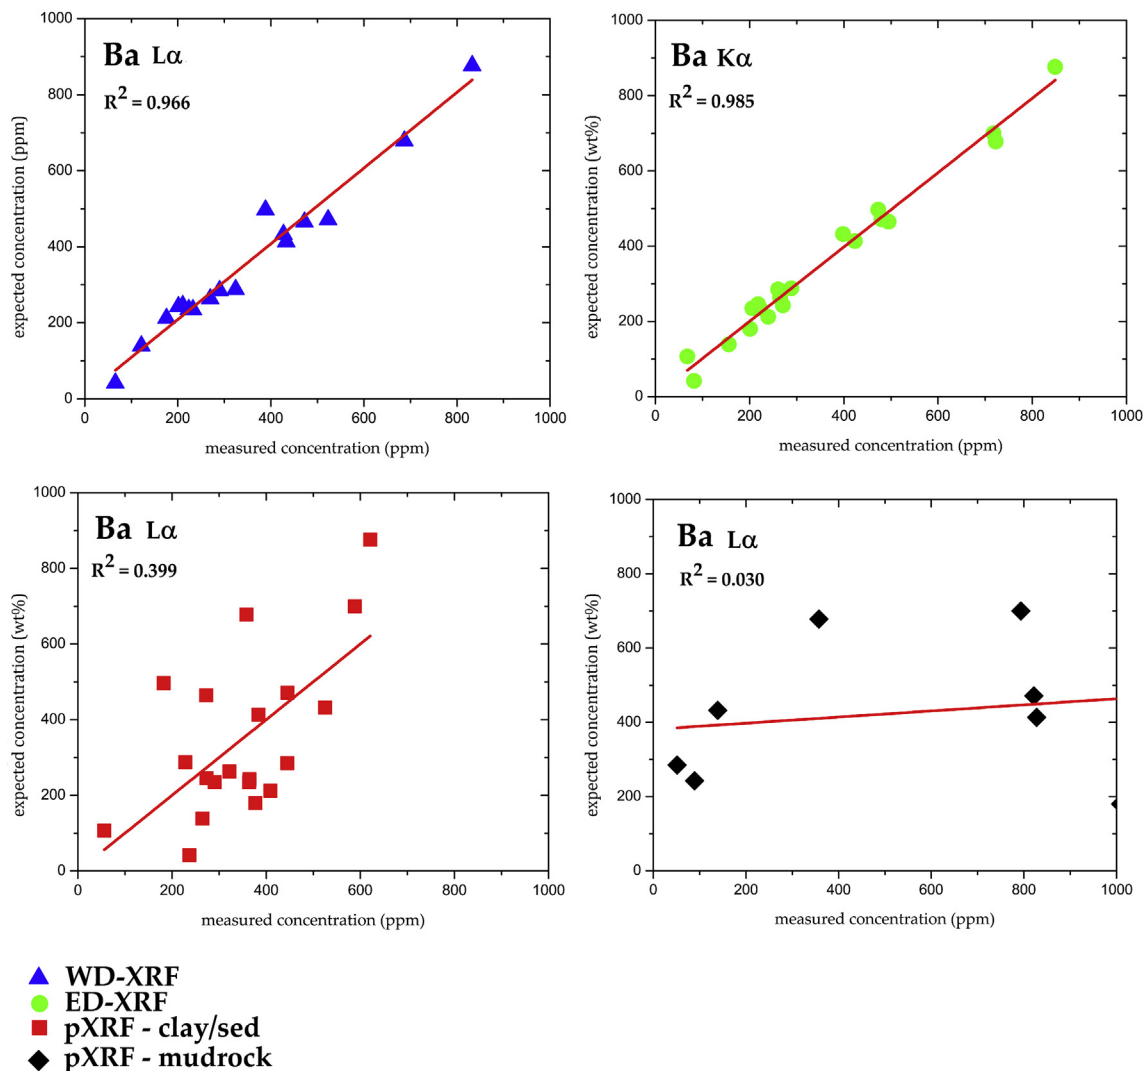 Ba Lα
R² = 0.966
1000
800
600
400
200
0
expected concentration (ppm)
0 200 400 600 800 1000
measured concentration (ppm)
Ba Kα
R² = 0.985
1000
800
600
400
200
0
expected concentration (wt%)
0 200 400 600 800 1000
measured concentration (ppm)
Ba Lα
R² = 0.399
1000
800
600
400
200
0
expected concentration (wt%)
0 200 400 600 800 1000
measured concentration (ppm)
Ba Lα
R² = 0.030
1000
800
600
400
200
0
expected concentration (wt%)
0 200 400 600 800 1000
measured concentration (ppm)
WD-XRF
ED-XRF
pXRF - clay/sed
pXRF - mudrock